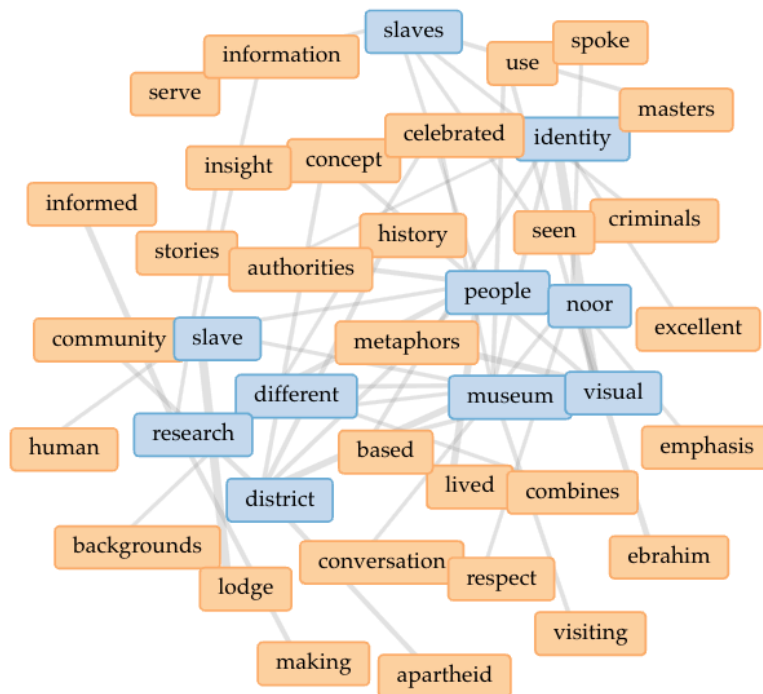 slaves
spoke
information
use
serve
masters
celebrated
identity
concept
insight
informed
criminals
seen
history
stories
authorities
people
noor
excellent
slave
community
metaphors
visual
different
museum
research
emphasis
human
based
lived
combines
district
backgrounds
ebrahim
conversation
respect
lodge
visiting
making
apartheid